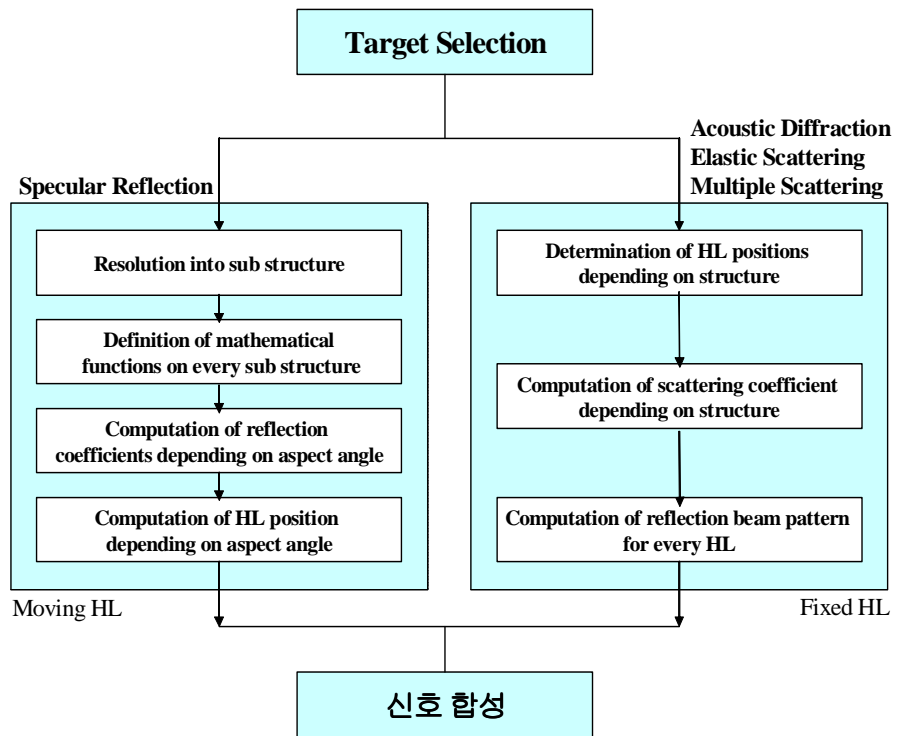 Target Selection
Specular Reflection
Resolution into sub structure
Definition of mathematical
functions on every sub structure
Computation of reflection
coefficients depending on aspect angle
Computation of HL position
depending on aspect angle
Moving HL
Acoustic Diffraction
Elastic Scattering
Multiple Scattering
Determination of HL positions
depending on structure
Computation of scattering coefficient
depending on structure
Computation of reflection beam pattern
for every HL
Fixed HL
신호 합성